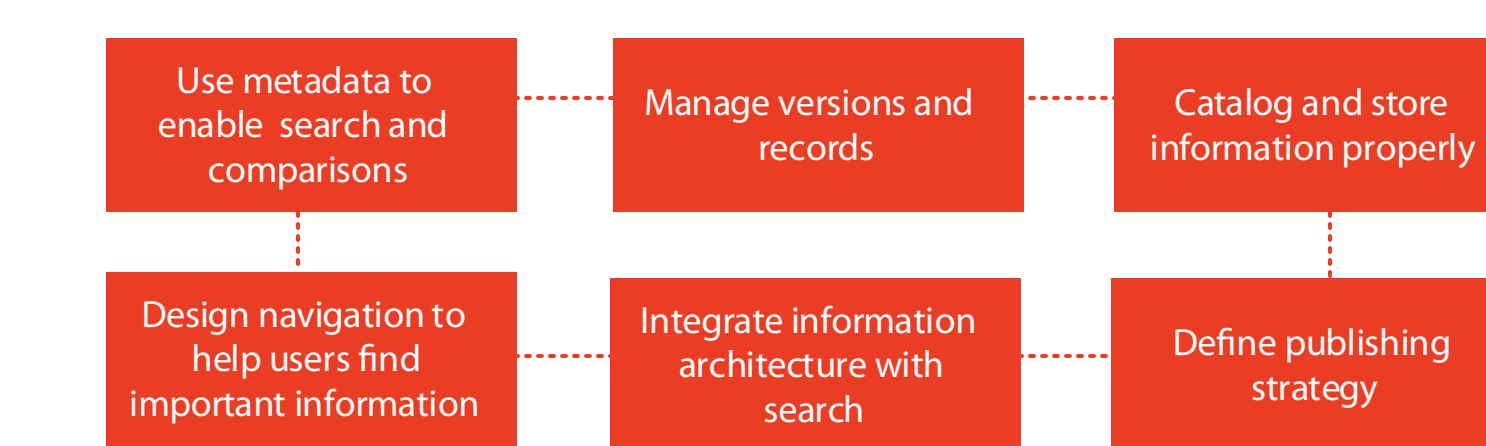 Use metadata to
enable  search and
comparisons
Manage versions and
records
Catalog and store
information properly
Design navigation to
help users find
important information
Integrate information
architecture with
search
Define publishing
strategy